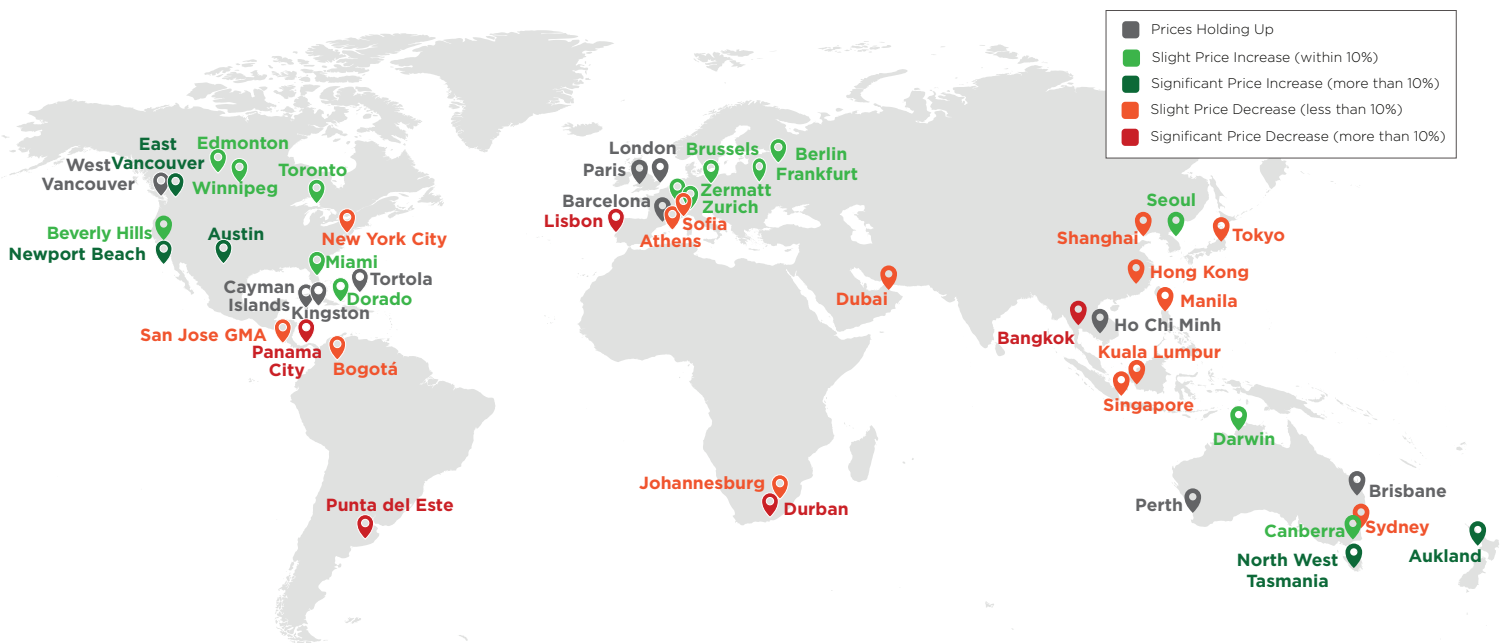 Prices Holding Up
Slight Price Increase (within 10%)
Significant Price Increase (more than 10%)
Slight Price Decrease (less than 10%)
Significant Price Decrease (more than 10%)
East
Vancouver
Edmonton
West
Vancouver
Winnipeg
Toronto
Beverly Hills
Newport Beach
Austin
New York City
Miami
Tortola
Cayman
Islands
Dorado
Kingston
San Jose GMA
Panama
City
Bogotá
Punta del Este
London
Paris
Brussels
Berlin
Frankfurt
Barcelona
Zermatt
Zurich
Lisbon
Sofia
Athens
Dubai
Johannesburg
Durban
Seoul
Shanghai
Tokyo
Hong Kong
Manila
Bangkok
Ho Chi Minh
Kuala Lumpur
Singapore
Darwin
Perth
Brisbane
Canberra
Sydney
North West
Tasmania
Aukland